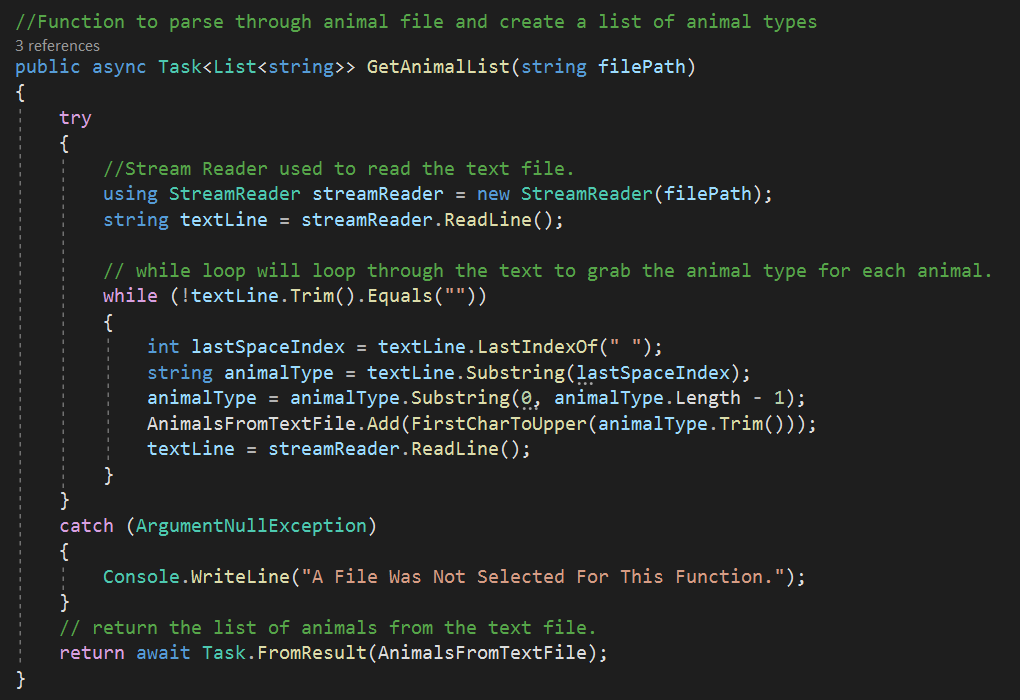 //Function to parse through animal file and create a list of animal types
3 references
public async Task<List<string>> GetAnimalList(string filePath)
{
try
{
//Stream Reader used to read the text file.
using StreamReader streamReader = new StreamReader(filePath);
string textLine = streamReader.ReadLine();
// while loop will loop through the text to grab the animal type for each animal.
while (!textLine.Trim().Equals(""))
{
int lastSpaceIndex = textLine.LastIndexOf(" ");
string animalType = textLine.Substring(lastSpaceIndex);
animalType = animalType.Substring(0, animalType.Length - 1);
AnimalsFromTextFile.Add(FirstCharToUpper(animalType.Trim()));
textLine = streamReader.ReadLine();
}
}
catch (ArgumentNullException)
{
Console.WriteLine("A File Was Not Selected For This Function.");
}
// return the list of animals from the text file.
return await Task.FromResult(AnimalsFromTextFile);
}